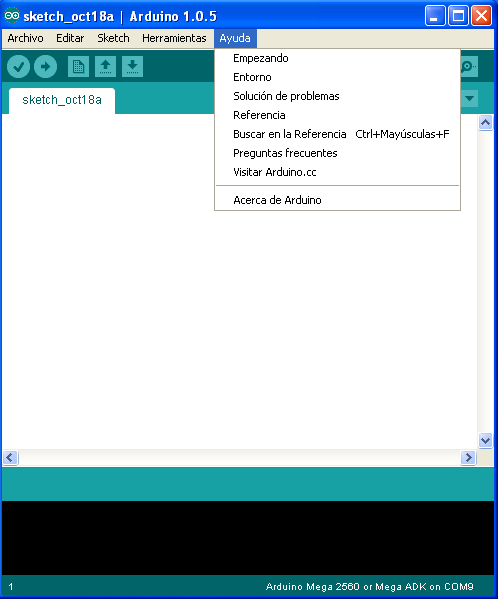 sketch_oct18a | Arduino 1.0.5
Archivo Editar Sketch Herramientas Ayuda
Empezando
Entorno
Solución de problemas
Referencia
Buscar en la Referencia Ctrl+Mayúsculas+F
Preguntas frecuentes
Visitar Arduino.cc
Acerca de Arduino
sketch_oct18a
1 Arduino Mega 2560 or Mega ADK on COM9